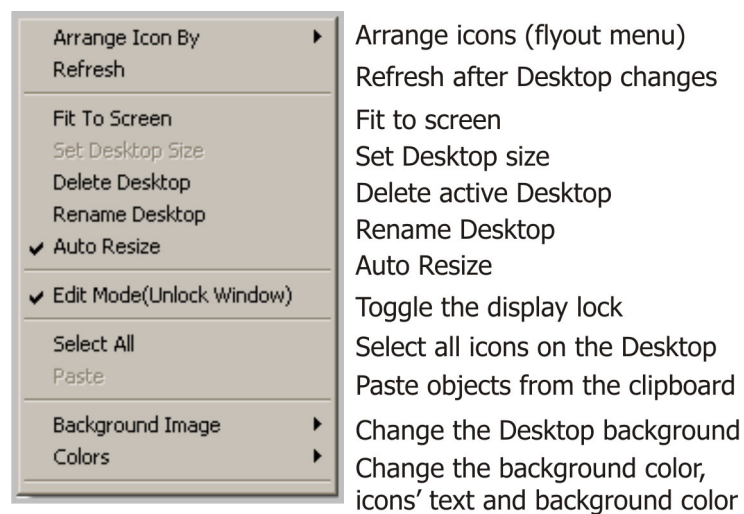 Arrange Icon By Arrange icons (flyout menu)
Refresh Refresh after Desktop changes
Fit To Screen Fit to screen
Set Desktop Size Set Desktop size
Delete Desktop Delete active Desktop
Rename Desktop Rename Desktop
Auto Resize Auto Resize
Edit Mode(Unlock Window) Toggle the display lock
Select All Select all icons on the Desktop
Paste Paste objects from the clipboard
Background Image Change the Desktop background
Colors Change the background color,
icons’ text and background color